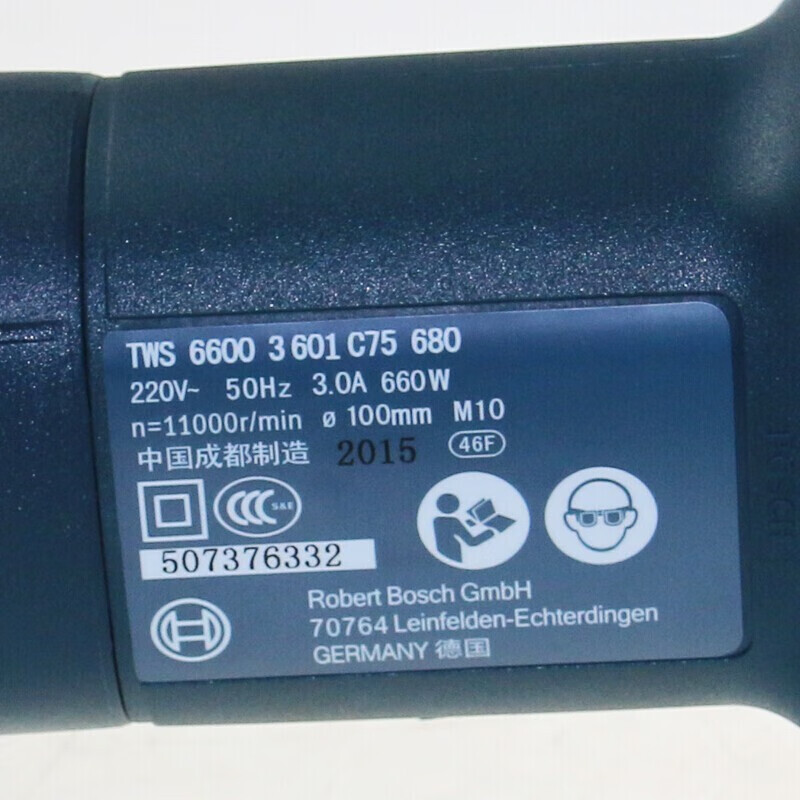 TWS 6600 3 601 C75 680
220V~ 50Hz 3.0A 660W
n=11000r/min ø 100mm M10
中国成都制造 2015 46F
CCC S&E
507376332
Robert Bosch GmbH
70764 Leinfelden-Echterdingen
GERMANY 德国